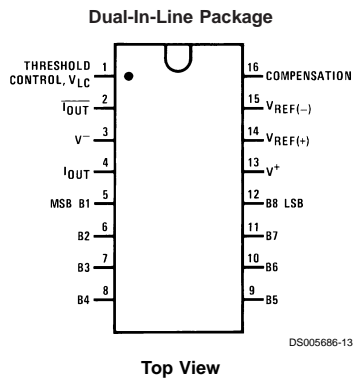 Dual-In-Line Package
THRESHOLD
CONTROL, VLC
1
16
COMPENSATION
IOUT
2
15
VREF(−)
V−
3
14
VREF(+)
IOUT
4
13
V+
MSB B1
5
12
B8 LSB
B2
6
11
B7
B3
7
10
B6
B4
8
9
B5
DS005686-13
Top View